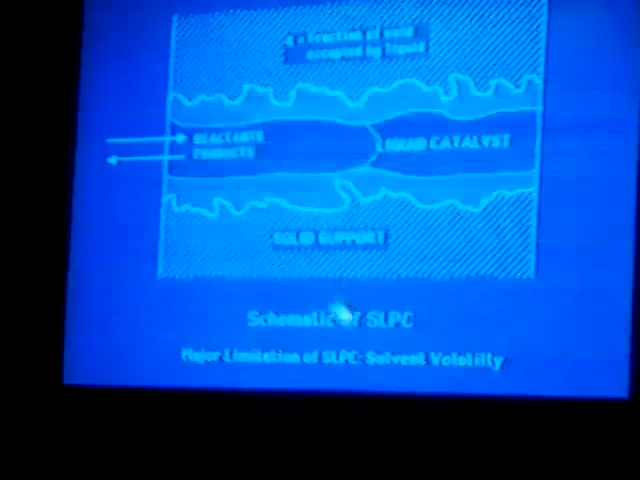 = fraction of void
occupied by liquid
REACTANTS
PRODUCTS
LIQUID CATALYST
SOLID SUPPORT
Schematic of SLPC
Major Limitation of SLPC: Solvent Volatility